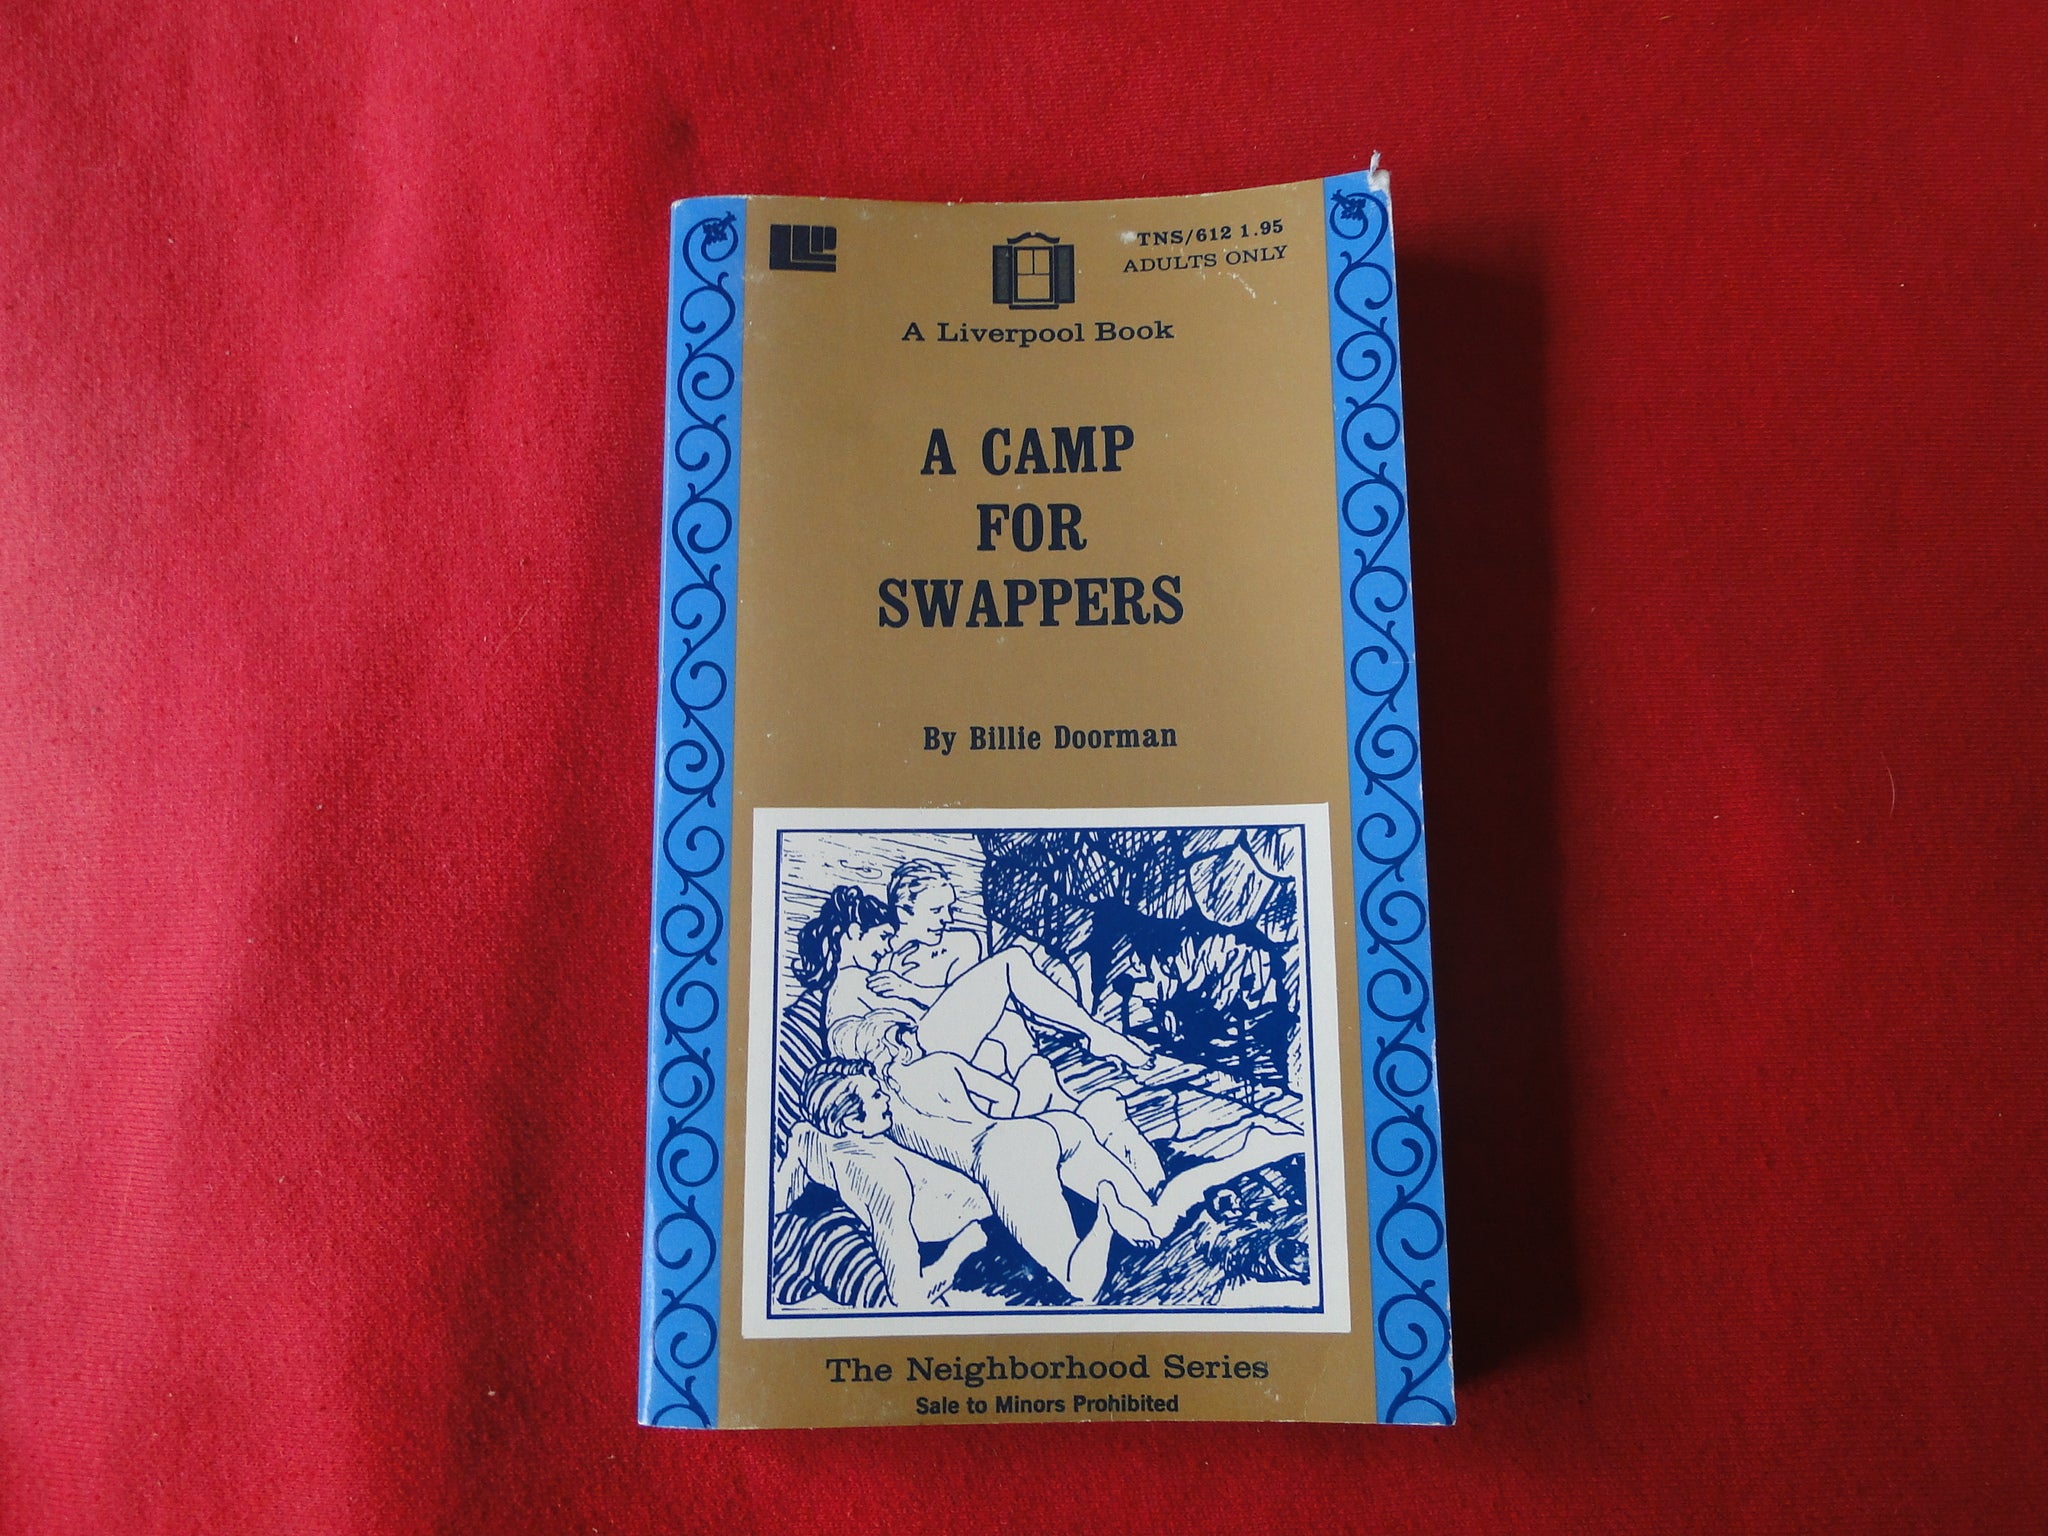 LLP
TNS/612 1.95
ADULTS ONLY
A Liverpool Book
A CAMP
FOR
SWAPPERS
By Billie Doorman
The Neighborhood Series
Sale to Minors Prohibited